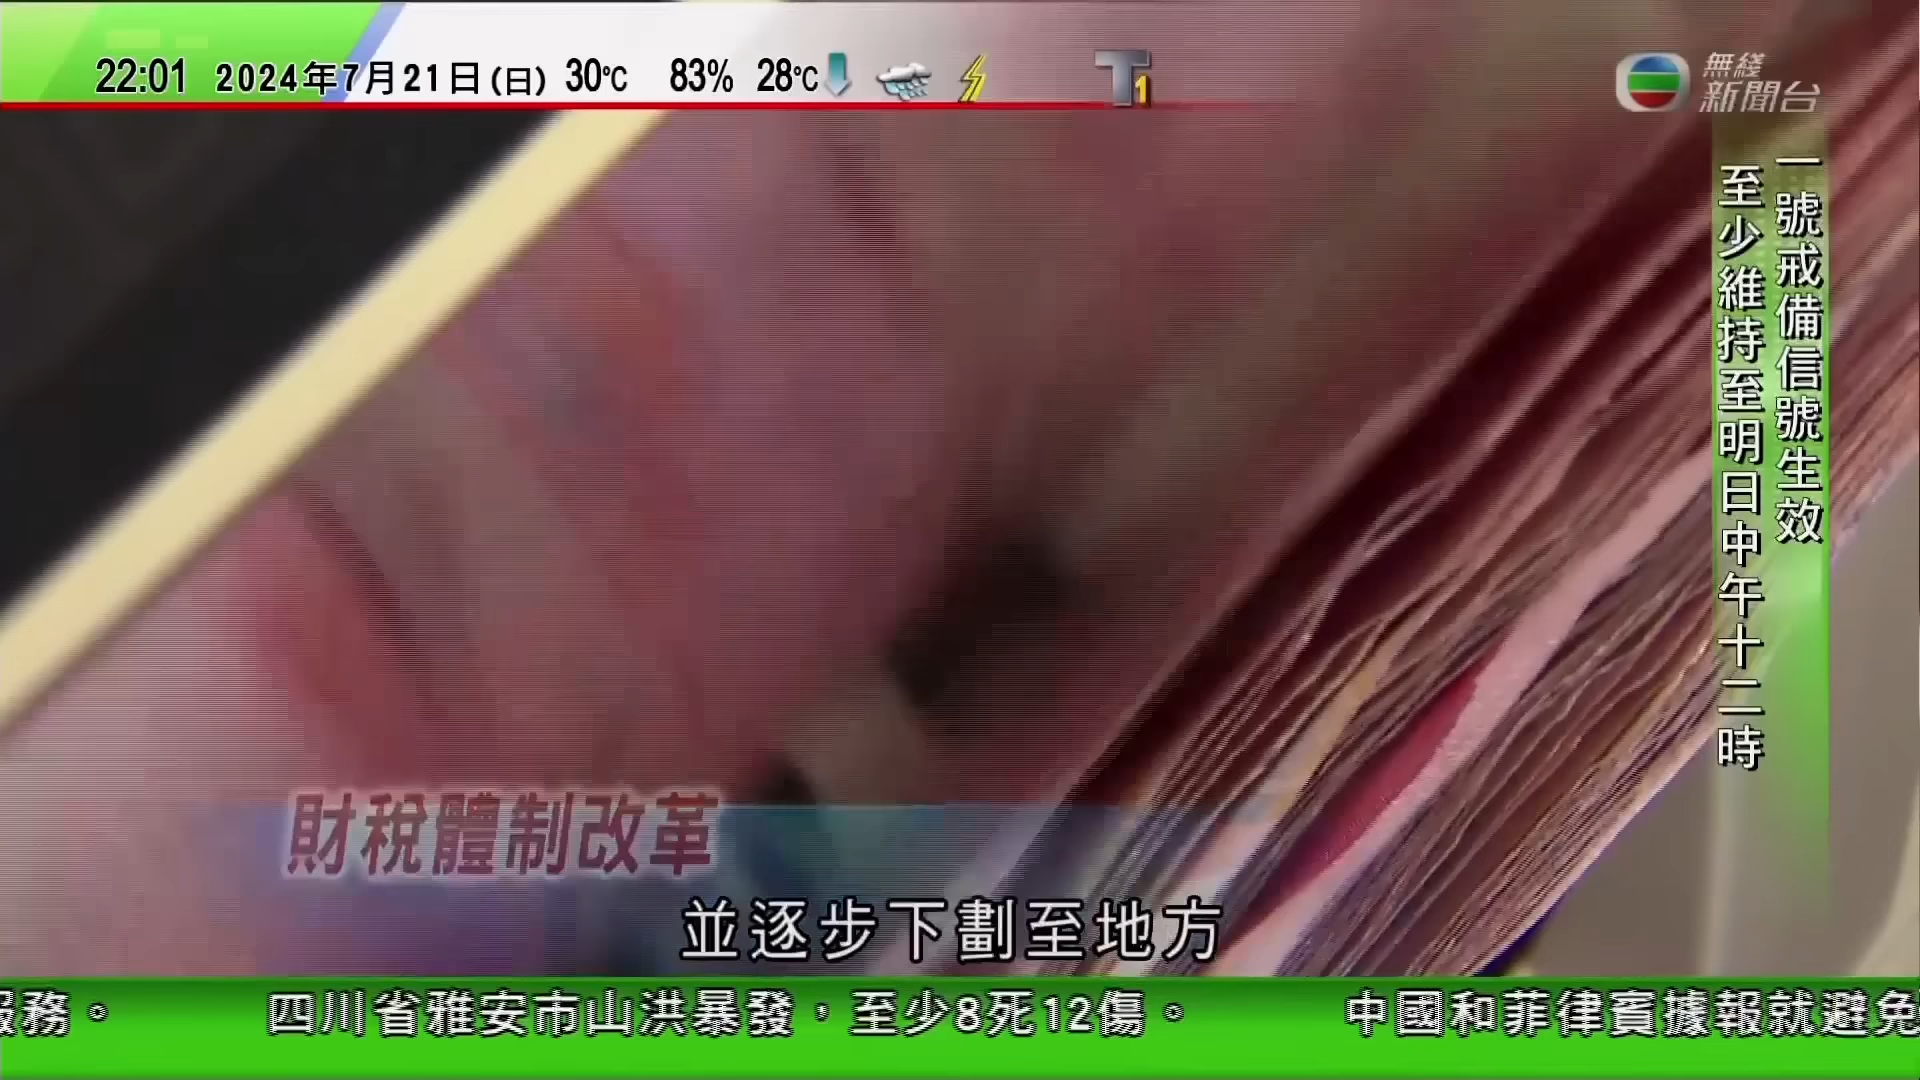 22:01 2024年7月21日(日) 30℃ 83% 28℃ T1
無綫
新聞台
一號戒備信號生效
至少維持至明日中午十二時
財稅體制改革
並逐步下劃至地方
服務。 四川省雅安市山洪暴發，至少8死12傷。 中國和菲律賓據報就避免